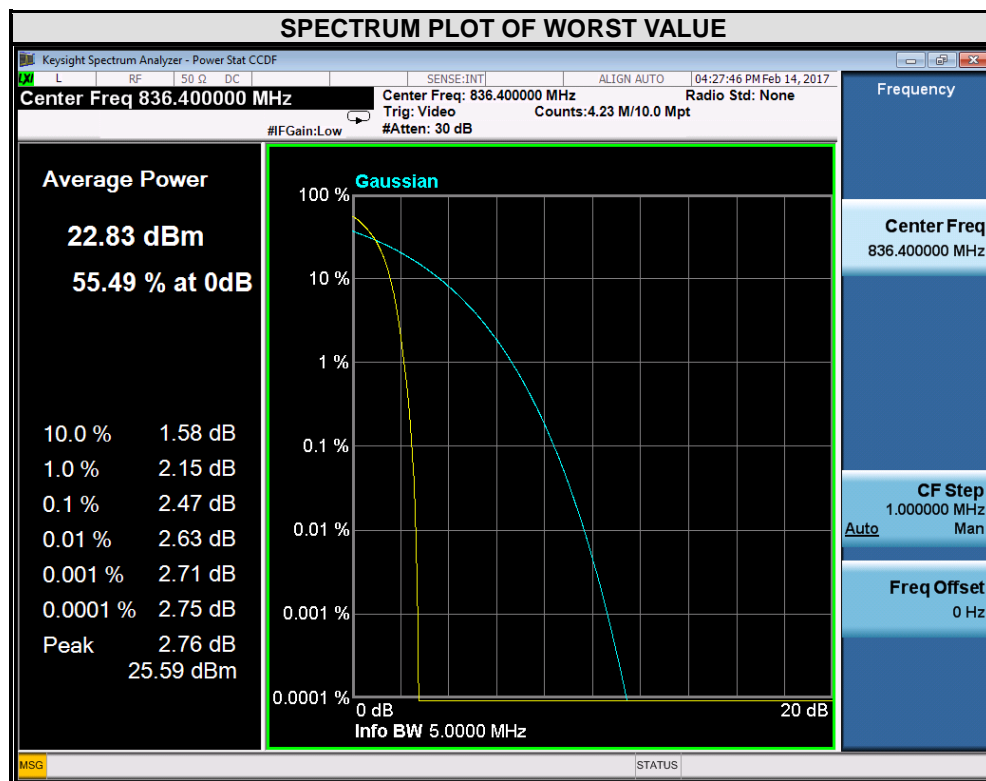 SPECTRUM PLOT OF WORST VALUE
Keysight Spectrum Analyzer - Power Stat CCDF
LXI L RF 50 Ω DC SENSE:INT ALIGN AUTO 04:27:46 PM Feb 14, 2017
Center Freq 836.400000 MHz
#IFGain:Low
Center Freq: 836.400000 MHz Radio Std: None
Trig: Video Counts:4.23 M/10.0 Mpt
#Atten: 30 dB
Average Power
22.83 dBm
55.49 % at 0dB
10.0 % 1.58 dB
1.0 % 2.15 dB
0.1 % 2.47 dB
0.01 % 2.63 dB
0.001 % 2.71 dB
0.0001 % 2.75 dB
Peak 2.76 dB
25.59 dBm
Gaussian
100 %
10 %
1 %
0.1 %
0.01 %
0.001 %
0.0001 %
0 dB 20 dB
Info BW 5.0000 MHz
Frequency
Center Freq
836.400000 MHz
CF Step
1.000000 MHz
Auto Man
Freq Offset
0 Hz
MSG STATUS